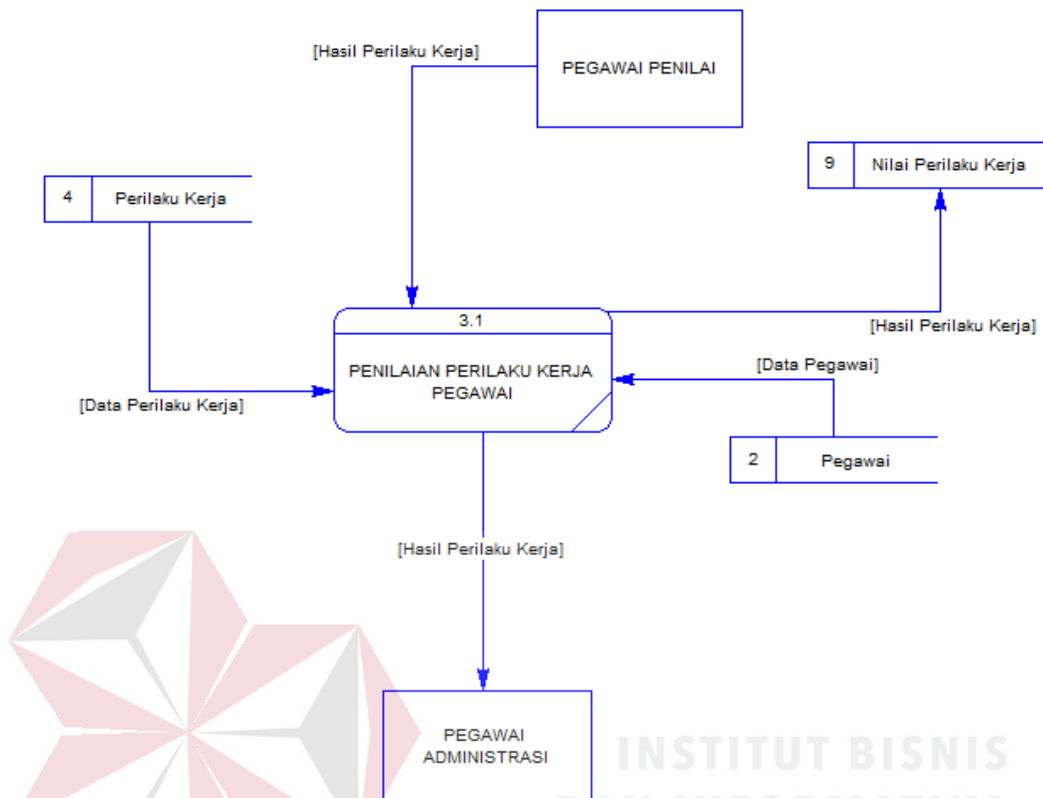 [Hasil Perilaku Kerja]
PEGAWAI PENILAI
9 Nilai Perilaku Kerja
4 Perilaku Kerja
3.1
[Hasil Perilaku Kerja]
PENILAIAN PERILAKU KERJA
PEGAWAI
[Data Pegawai]
[Data Perilaku Kerja]
2 Pegawai
[Hasil Perilaku Kerja]
PEGAWAI
ADMINISTRASI
INSTITUT BISNIS